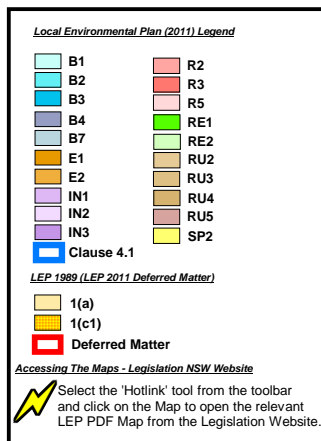 Local Environmental Plan (2011) Legend
B1
B2
B3
B4
B7
E1
E2
IN1
IN2
IN3
Clause 4.1
R2
R3
R5
RE1
RE2
RU2
RU3
RU4
RU5
SP2
LEP 1989 (LEP 2011 Deferred Matter)
1(a)
1(c1)
Deferred Matter
Accessing The Maps - Legislation NSW Website
Select the 'Hotlink' tool from the toolbar
and click on the Map to open the relevant
LEP PDF Map from the Legislation Website.